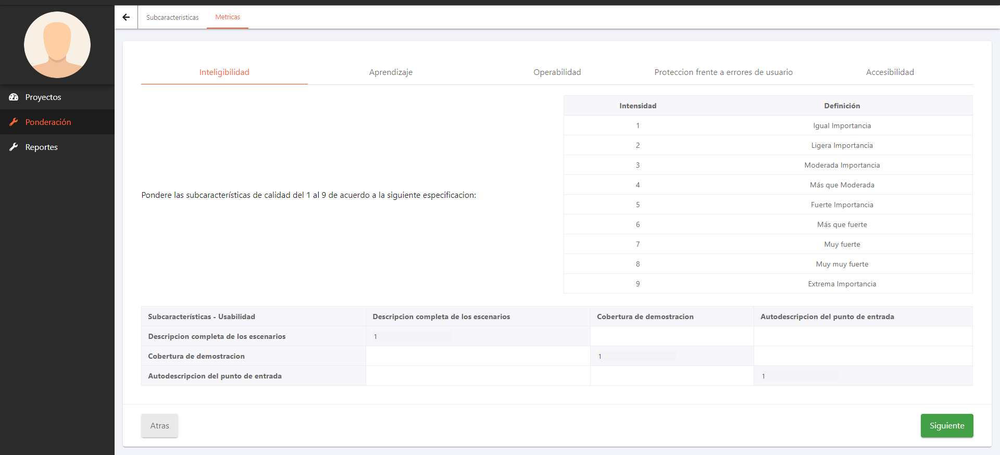 Subcaracteristicas Metricas
Proyectos
Ponderación
Reportes
Inteligibilidad Aprendizaje Operabilidad Proteccion frente a errores de usuario Accesibilidad
Pondere las subcaracterísticas de calidad del 1 al 9 de acuerdo a la siguiente especificacion:
Intensidad Definición
1 Igual Importancia
2 Ligera Importancia
3 Moderada Importancia
4 Más que Moderada
5 Fuerte Importancia
6 Más que fuerte
7 Muy fuerte
8 Muy muy fuerte
9 Extrema Importancia
Subcaracterísticas - Usabilidad Descripcion completa de los escenarios Cobertura de demostracion Autodescripcion del punto de entrada
Descripcion completa de los escenarios 1
Cobertura de demostracion 1
Autodescripcion del punto de entrada 1
Atras Siguiente